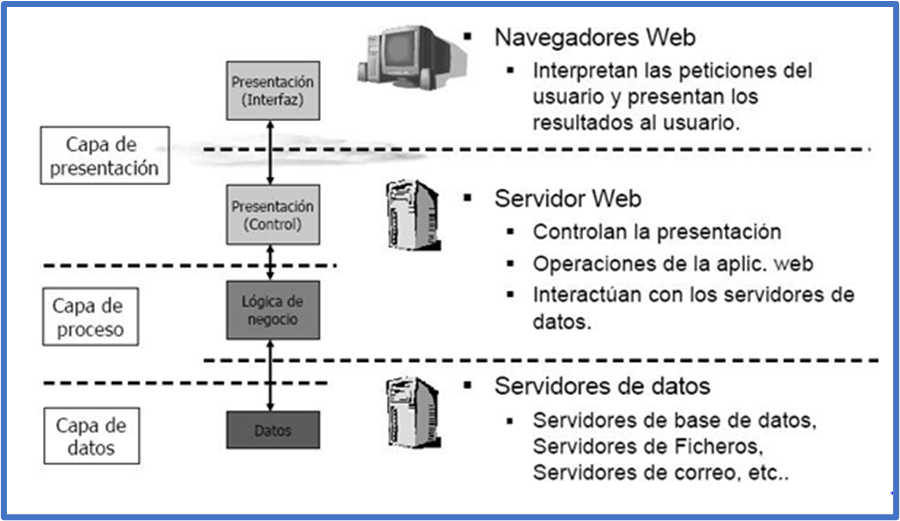 Presentación
(Interfaz)
Capa de
presentación
Presentación
(Control)
Capa de
proceso
Lógica de
negocio
Capa de
datos
Datos
▪ Navegadores Web
▪ Interpretan las peticiones del
usuario y presentan los
resultados al usuario.
▪ Servidor Web
▪ Controlan la presentación
▪ Operaciones de la aplic. web
▪ Interactúan con los servidores de
datos.
▪ Servidores de datos
▪ Servidores de base de datos,
Servidores de Ficheros,
Servidores de correo, etc..